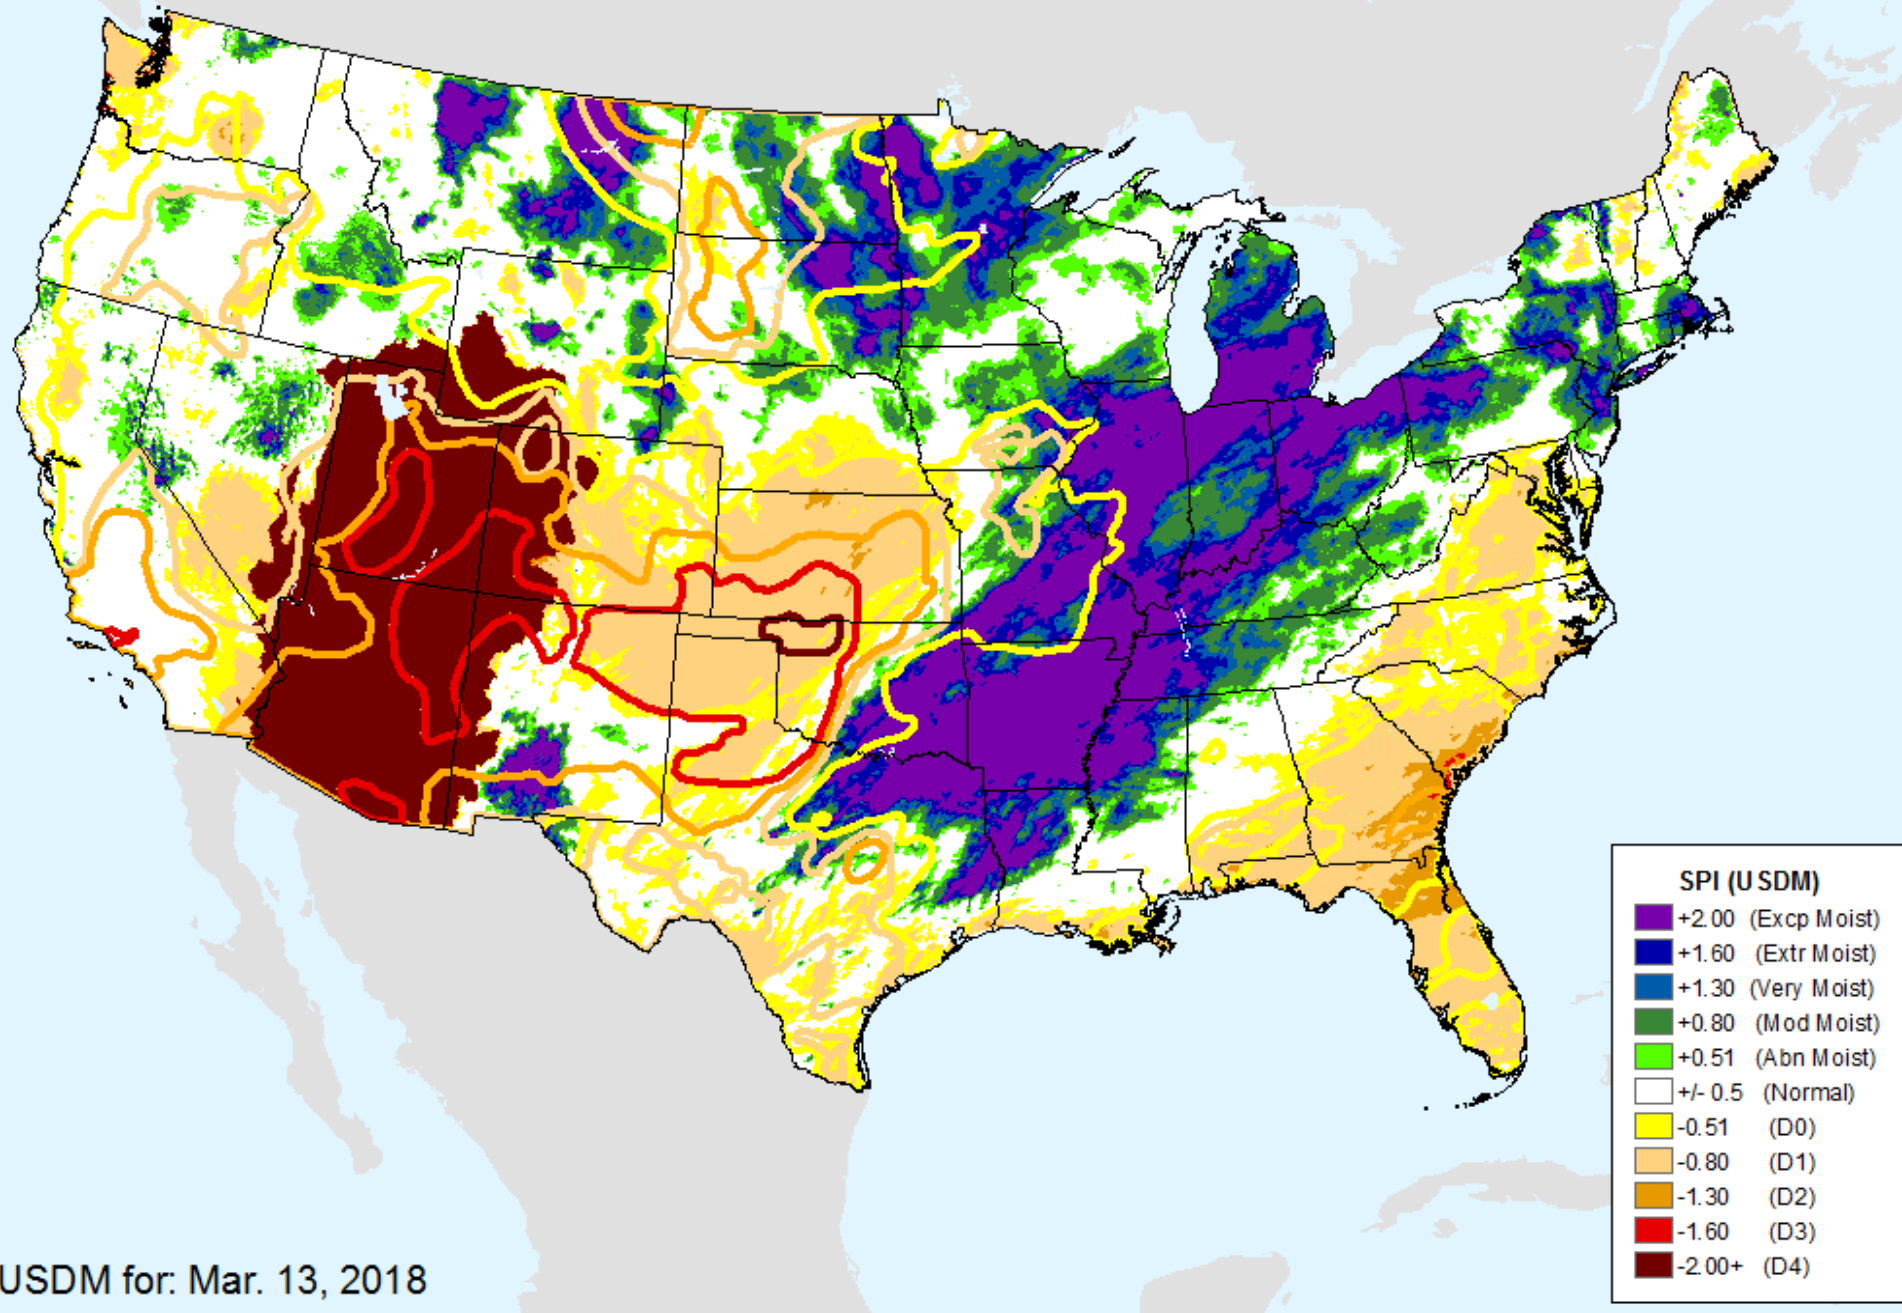 SPI (USDM)
+2.00 (Excp Moist)
+1.60 (Extr Moist)
+1.30 (Very Moist)
+0.80 (Mod Moist)
+0.51 (Abn Moist)
+/- 0.5 (Normal)
-0.51 (D0)
-0.80 (D1)
-1.30 (D2)
-1.60 (D3)
-2.00+ (D4)
USDM for: Mar. 13, 2018